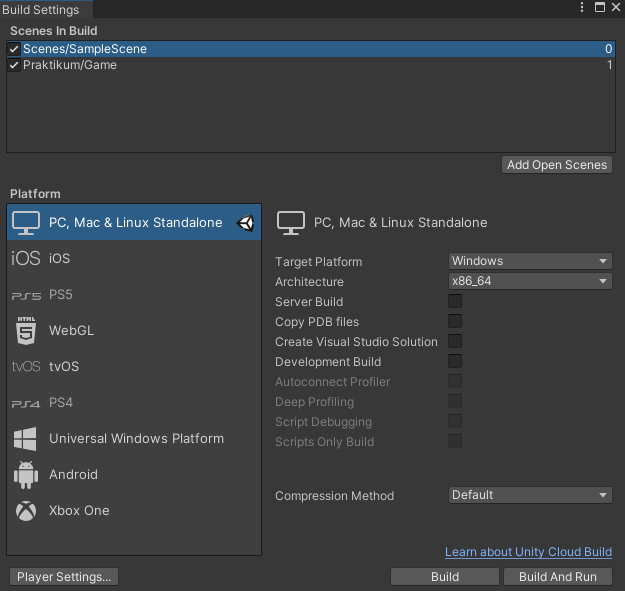 Build Settings
Scenes In Build
Scenes/SampleScene 0
Praktikum/Game 1
Add Open Scenes
Platform
PC, Mac & Linux Standalone
iOS iOS
PS5 PS5
HTML 5 WebGL
tvOS tvOS
PS4 PS4
Universal Windows Platform
Android
Xbox One
PC, Mac & Linux Standalone
Target Platform Windows
Architecture x86_64
Server Build
Copy PDB files
Create Visual Studio Solution
Development Build
Autoconnect Profiler
Deep Profiling
Script Debugging
Scripts Only Build
Compression Method Default
Learn about Unity Cloud Build
Player Settings... Build Build And Run